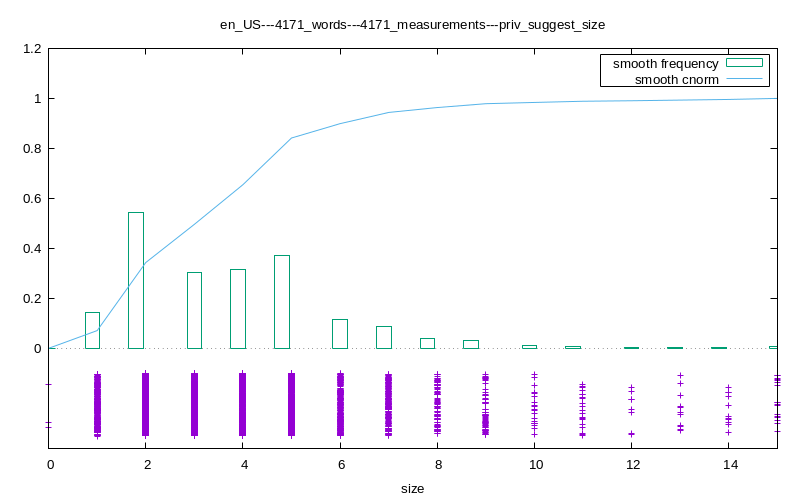 en_US---4171_words---4171_measurements---priv_suggest_size
1.2
smooth frequency
smooth cnorm
1
0.8
0.6
0.4
0.2
0
0 2 4 6 8 10 12 14
size